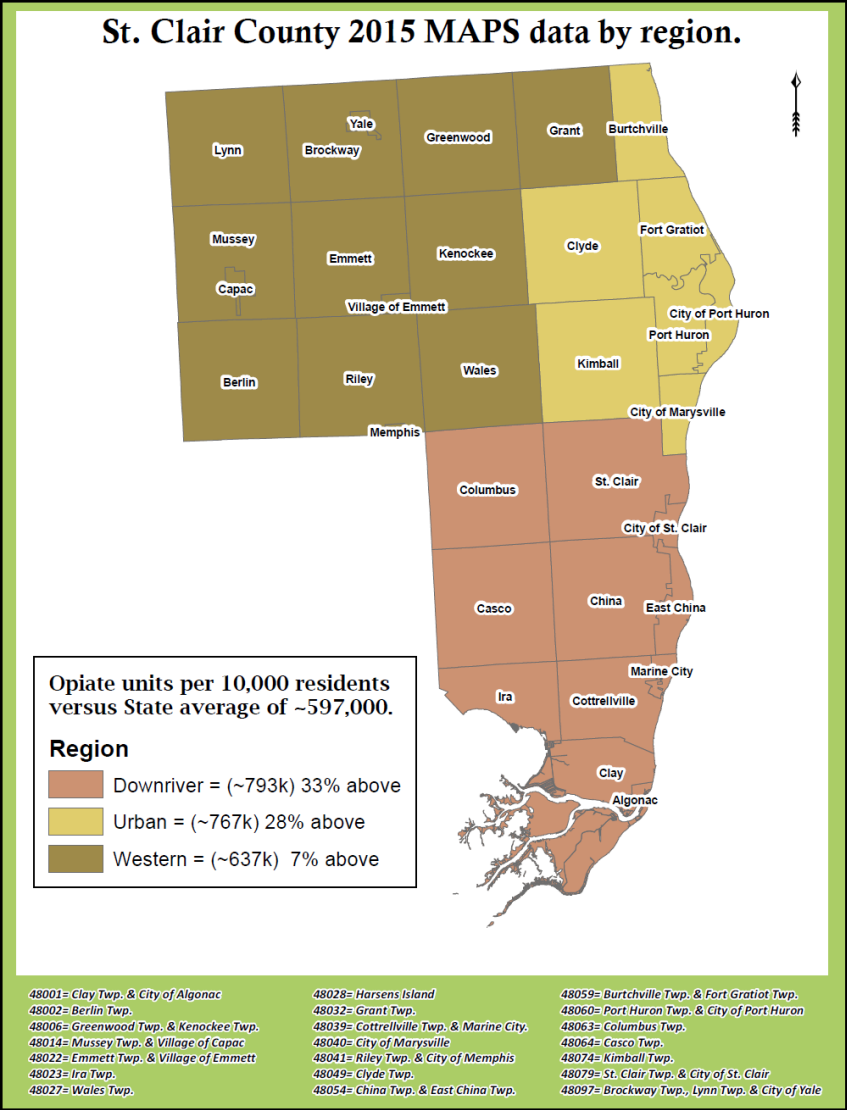 St. Clair County 2015 MAPS data by region.
Lynn
Yale
Brockway
Greenwood
Grant
Burtchville
Mussey
Capac
Emmett
Village of Emmett
Kenockee
Clyde
Fort Gratiot
City of Port Huron
Port Huron
Berlin
Riley
Wales
Kimball
City of Marysville
Memphis
Columbus
St. Clair
City of St. Clair
Casco
China
East China
Marine City
Ira
Cottrellville
Clay
Algonac
Opiate units per 10,000 residents
versus State average of ~597,000.
Region
Downriver = (~793k) 33% above
Urban = (~767k) 28% above
Western = (~637k) 7% above
48001= Clay Twp. & City of Algonac
48002= Berlin Twp.
48006= Greenwood Twp. & Kenockee Twp.
48014= Mussey Twp. & Village of Capac
48022= Emmett Twp. & Village of Emmett
48023= Ira Twp.
48027= Wales Twp.
48028= Harsens Island
48032= Grant Twp.
48039= Cottrellville Twp. & Marine City.
48040= City of Marysville
48041= Riley Twp. & City of Memphis
48049= Clyde Twp.
48054= China Twp. & East China Twp.
48059= Burtchville Twp. & Fort Gratiot Twp.
48060= Port Huron Twp. & City of Port Huron
48063= Columbus Twp.
48064= Casco Twp.
48074= Kimball Twp.
48079= St. Clair Twp. & City of St. Clair
48097= Brockway Twp., Lynn Twp. & City of Yale